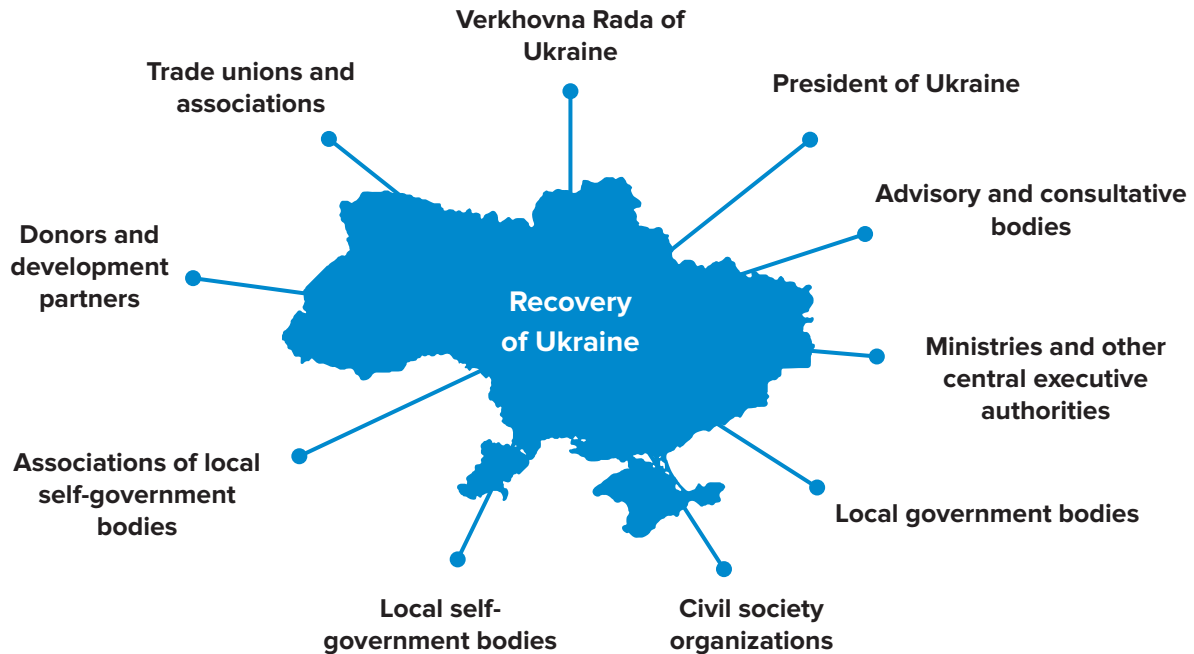 Verkhovna Rada of
Ukraine
Trade unions and
associations
President of Ukraine
Advisory and consultative
bodies
Donors and
development
partners
Recovery
of Ukraine
Ministries and other
central executive
authorities
Associations of local
self-government
bodies
Local government bodies
Local self-
government bodies
Civil society
organizations